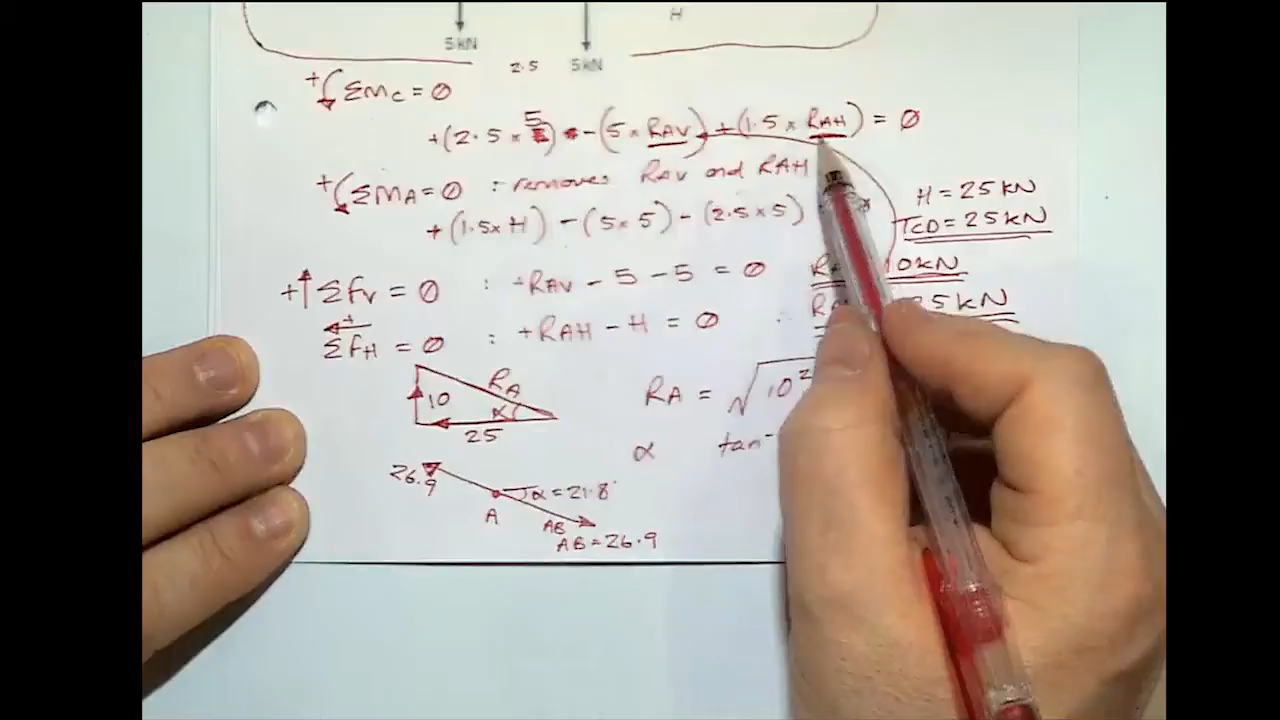 H
5kN
2.5 5kN
+ ΣMc = 0
+(2.5 × 5) - (5 × RAV) + (1.5 × RAH) = 0
+ ΣMA = 0 : removes RAV and RAH
+(1.5 × H) - (5 × 5) - (2.5 × 5)
H = 25 kN
TCD = 25 kN
+↑ ΣFV = 0 : +RAV - 5 - 5 = 0 0kN
+ ΣFH = 0 : +RAH - H = 0 25kN
10 RA α 25
RA = √10²
α tan⁻
26.9 A α = 21.8° AB
AB = 26.9